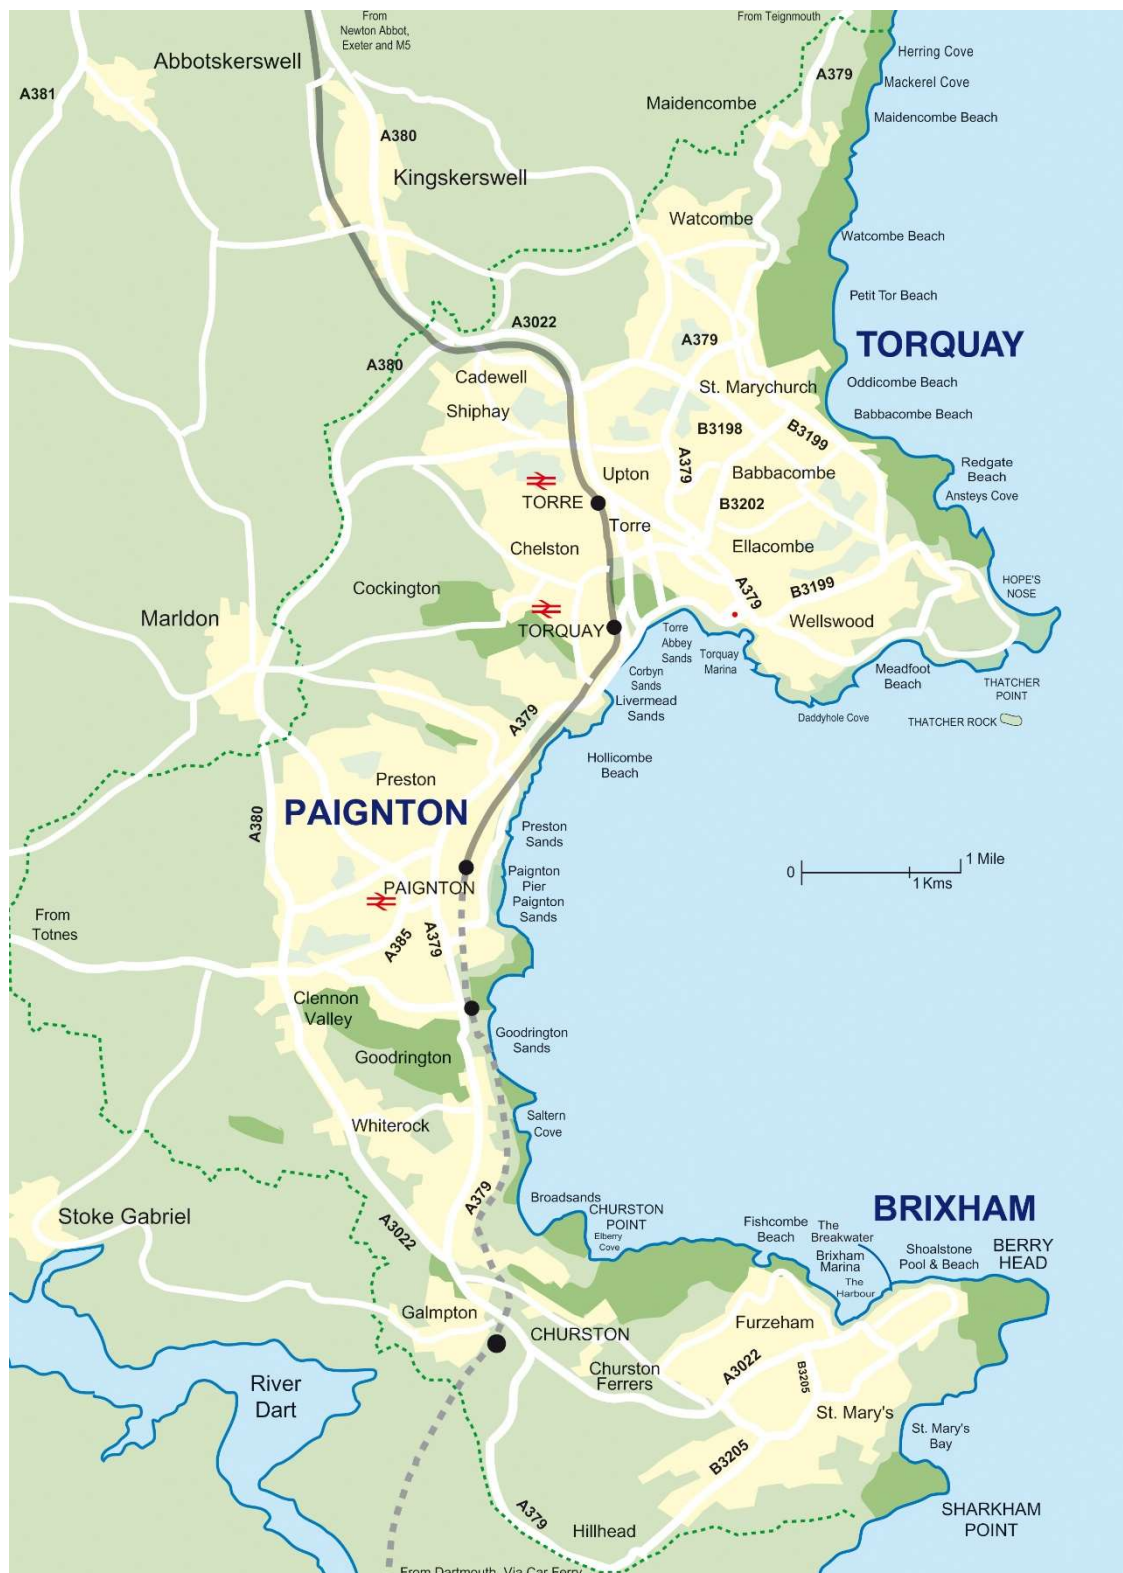 From
Newton Abbot,
Exeter and M5
From Teignmouth
Abbotskerswell
Herring Cove
A379
Mackerel Cove
A381
Maidencombe
Maidencombe Beach
A380
Kingskerswell
Watcombe
Watcombe Beach
Petit Tor Beach
A3022
A379
TORQUAY
A380
Cadewell
St. Marychurch
Oddicombe Beach
Shiphay
Babbacombe Beach
B3198
B3199
A379
Redgate
Beach
Upton
Babbacombe
Ansteys Cove
TORRE
B3202
Torre
Chelston
Ellacombe
Cockington
A379
B3199
HOPE'S
NOSE
Marldon
TORQUAY
Wellswood
Torre
Abbey
Sands
Torquay
Marina
Corbyn
Sands
Livermead
Sands
Meadfoot
Beach
THATCHER
POINT
A379
Daddyhole Cove
THATCHER ROCK
Hollicombe
Beach
Preston
PAIGNTON
A380
Preston
Sands
1 Mile
0
1 Kms
PAIGNTON
Paignton
Pier
Paignton
Sands
From
Totnes
A385
A379
Clennon
Valley
Goodrington
Sands
Goodrington
Whiterock
Saltern
Cove
A379
Broadsands
CHURSTON
POINT
Elberry
Cove
Stoke Gabriel
A3022
BRIXHAM
Fishcombe
Beach
The
Breakwater
Brixham
Marina
The
Harbour
Shoalstone
Pool & Beach
BERRY
HEAD
Galmpton
CHURSTON
Furzeham
Churston
Ferrers
A3022
B3205
River
Dart
St. Mary's
St. Mary's
Bay
B3205
A379
Hillhead
SHARKHAM
POINT
From Dartmouth, Via Car Ferry